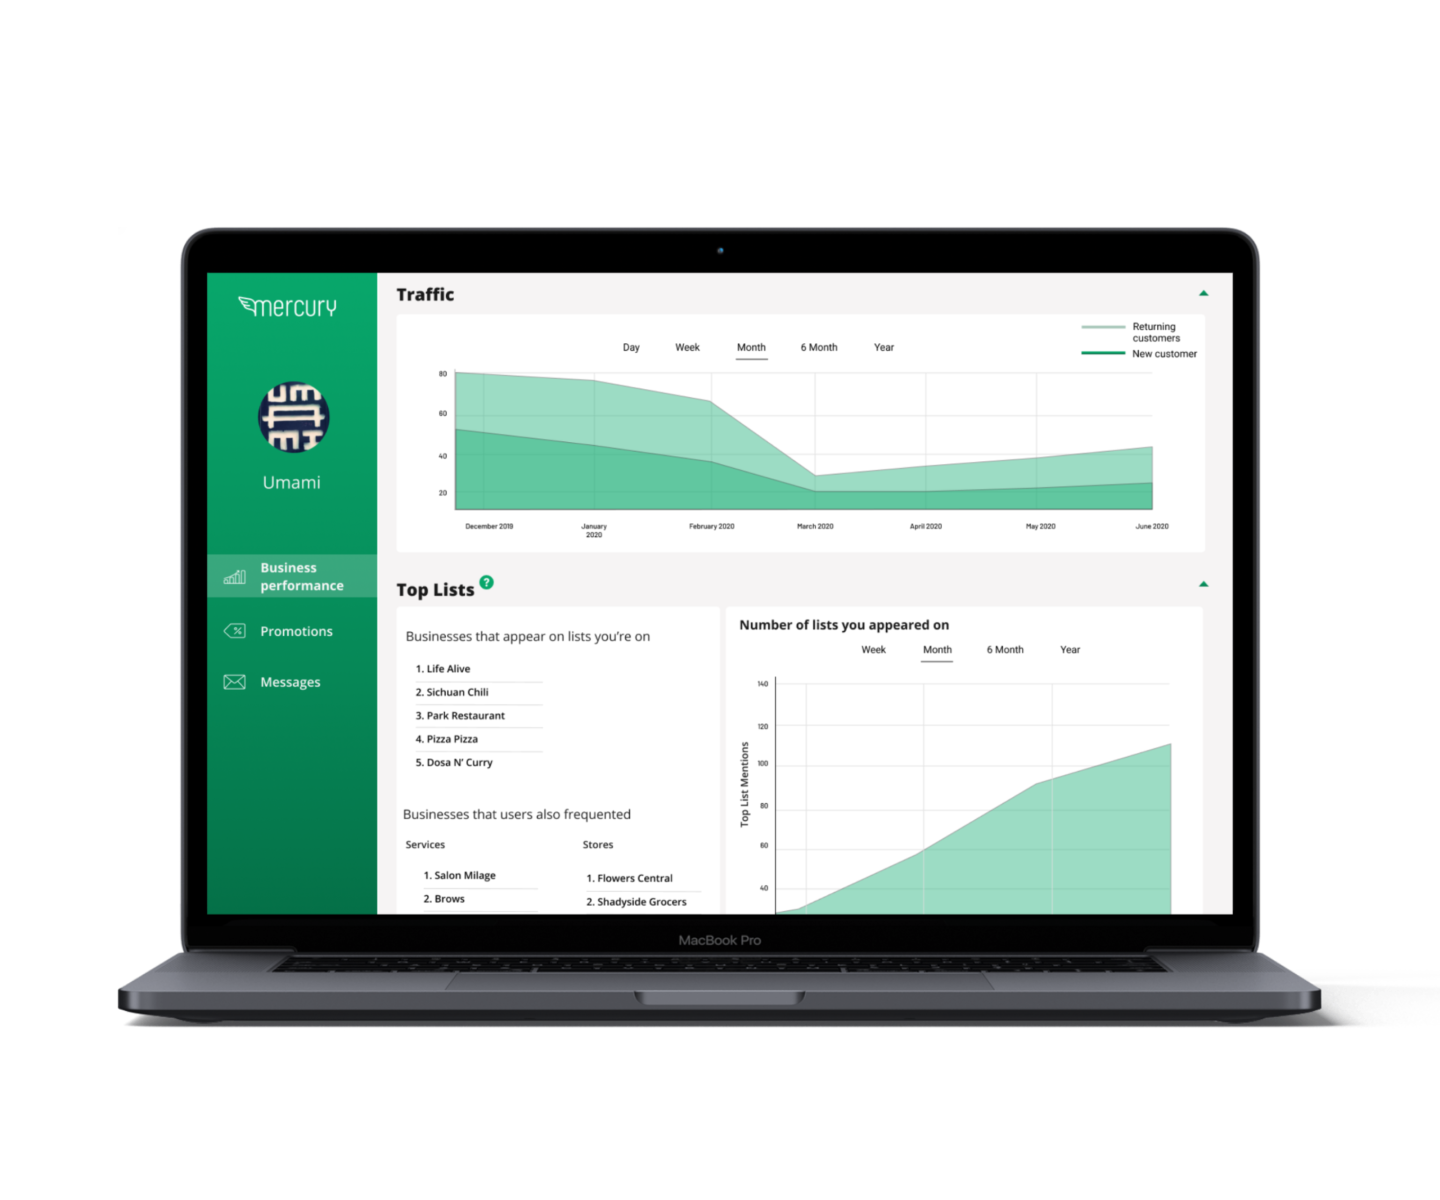 mercury
Umami
Business
performance
Promotions
Messages
Traffic
Day Week Month 6 Month Year
Returning
customers
New customer
80
60
40
20
December 2019 January 2020 February 2020 March 2020 April 2020 May 2020 June 2020
Top Lists ?
Businesses that appear on lists you're on
1. Life Alive
2. Sichuan Chili
3. Park Restaurant
4. Pizza Pizza
5. Dosa N' Curry
Businesses that users also frequented
Services
1. Salon Milage
2. Brows
Stores
1. Flowers Central
2. Shadyside Grocers
Number of lists you appeared on
Week Month 6 Month Year
Top List Mentions
140
120
100
80
60
40
MacBook Pro